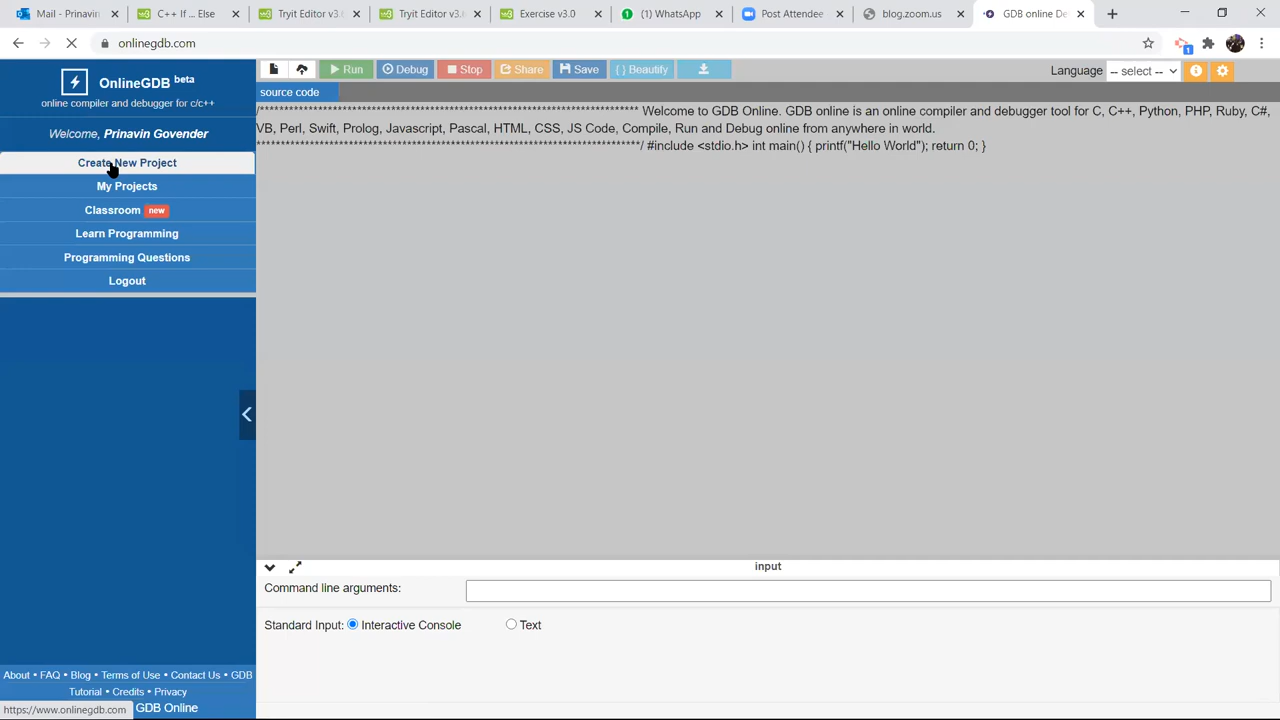 Mail - Prinavin
C++ If ... Else
Tryit Editor v3.
Tryit Editor v3.
Exercise v3.0
(1) WhatsApp
Post Attendee
blog.zoom.us
GDB online De
onlinegdb.com
1
OnlineGDB beta
online compiler and debugger for c/c++
Welcome, Prinavin Govender
Create New Project
My Projects
Classroom new
Learn Programming
Programming Questions
Logout
Run Debug Stop Share Save { } Beautify
Language -- select --
source code
/****************************************************************************** Welcome to GDB Online. GDB online is an online compiler and debugger tool for C, C++, Python, PHP, Ruby, C#,
VB, Perl, Swift, Prolog, Javascript, Pascal, HTML, CSS, JS Code, Compile, Run and Debug online from anywhere in world.
*******************************************************************************/ #include <stdio.h> int main() { printf("Hello World"); return 0; }
input
Command line arguments:
Standard Input: Interactive Console Text
About • FAQ • Blog • Terms of Use • Contact Us • GDB
Tutorial • Credits • Privacy
GDB Online
https://www.onlinegdb.com